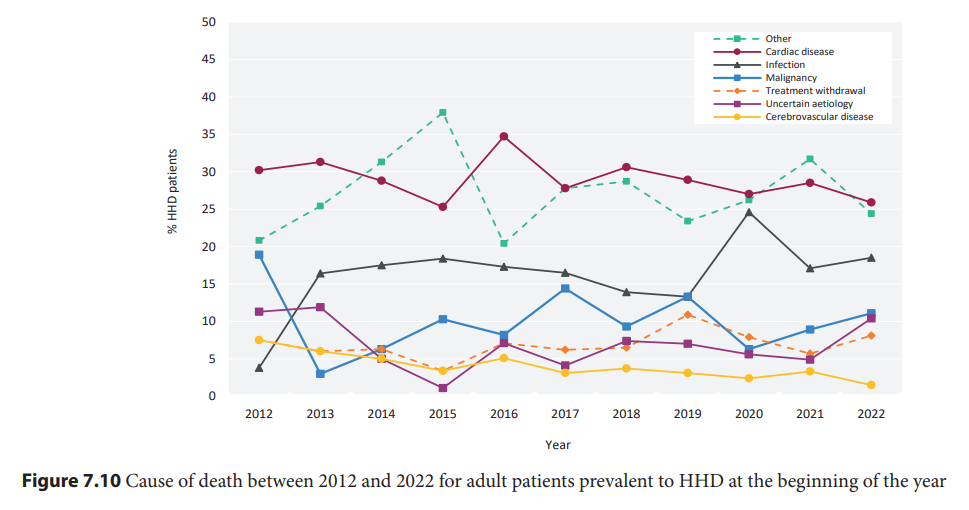 50
45
40
35
30
25
20
15
10
5
0
% HHD patients
Other
Cardiac disease
Infection
Malignancy
Treatment withdrawal
Uncertain aetiology
Cerebrovascular disease
2012 2013 2014 2015 2016 2017 2018 2019 2020 2021 2022
Year
Figure 7.10 Cause of death between 2012 and 2022 for adult patients prevalent to HHD at the beginning of the year